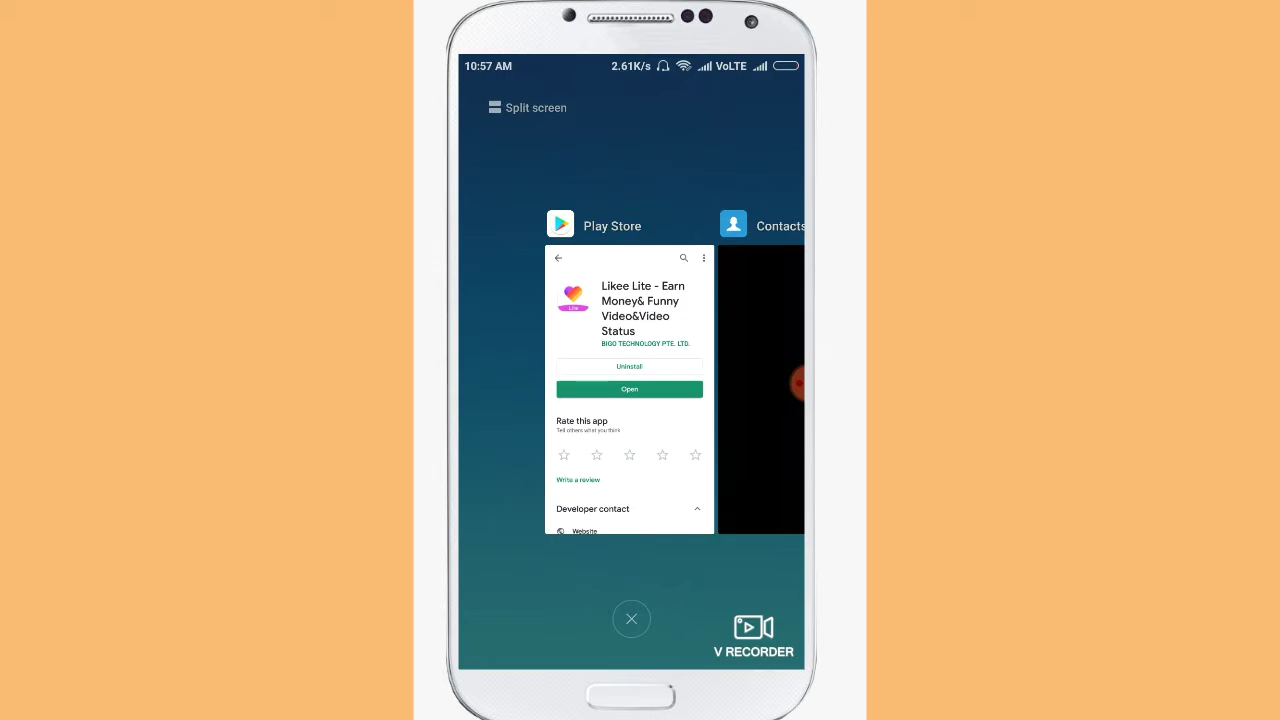 10:57 AM
2.61K/s VoLTE
Split screen
Play Store
Contacts
Likee Lite - Earn
Money& Funny
Video&Video
Status
BIGO TECHNOLOGY PTE. LTD.
Lite
Uninstall
Open
Rate this app
Tell others what you think
Write a review
Developer contact
Website
V RECORDER